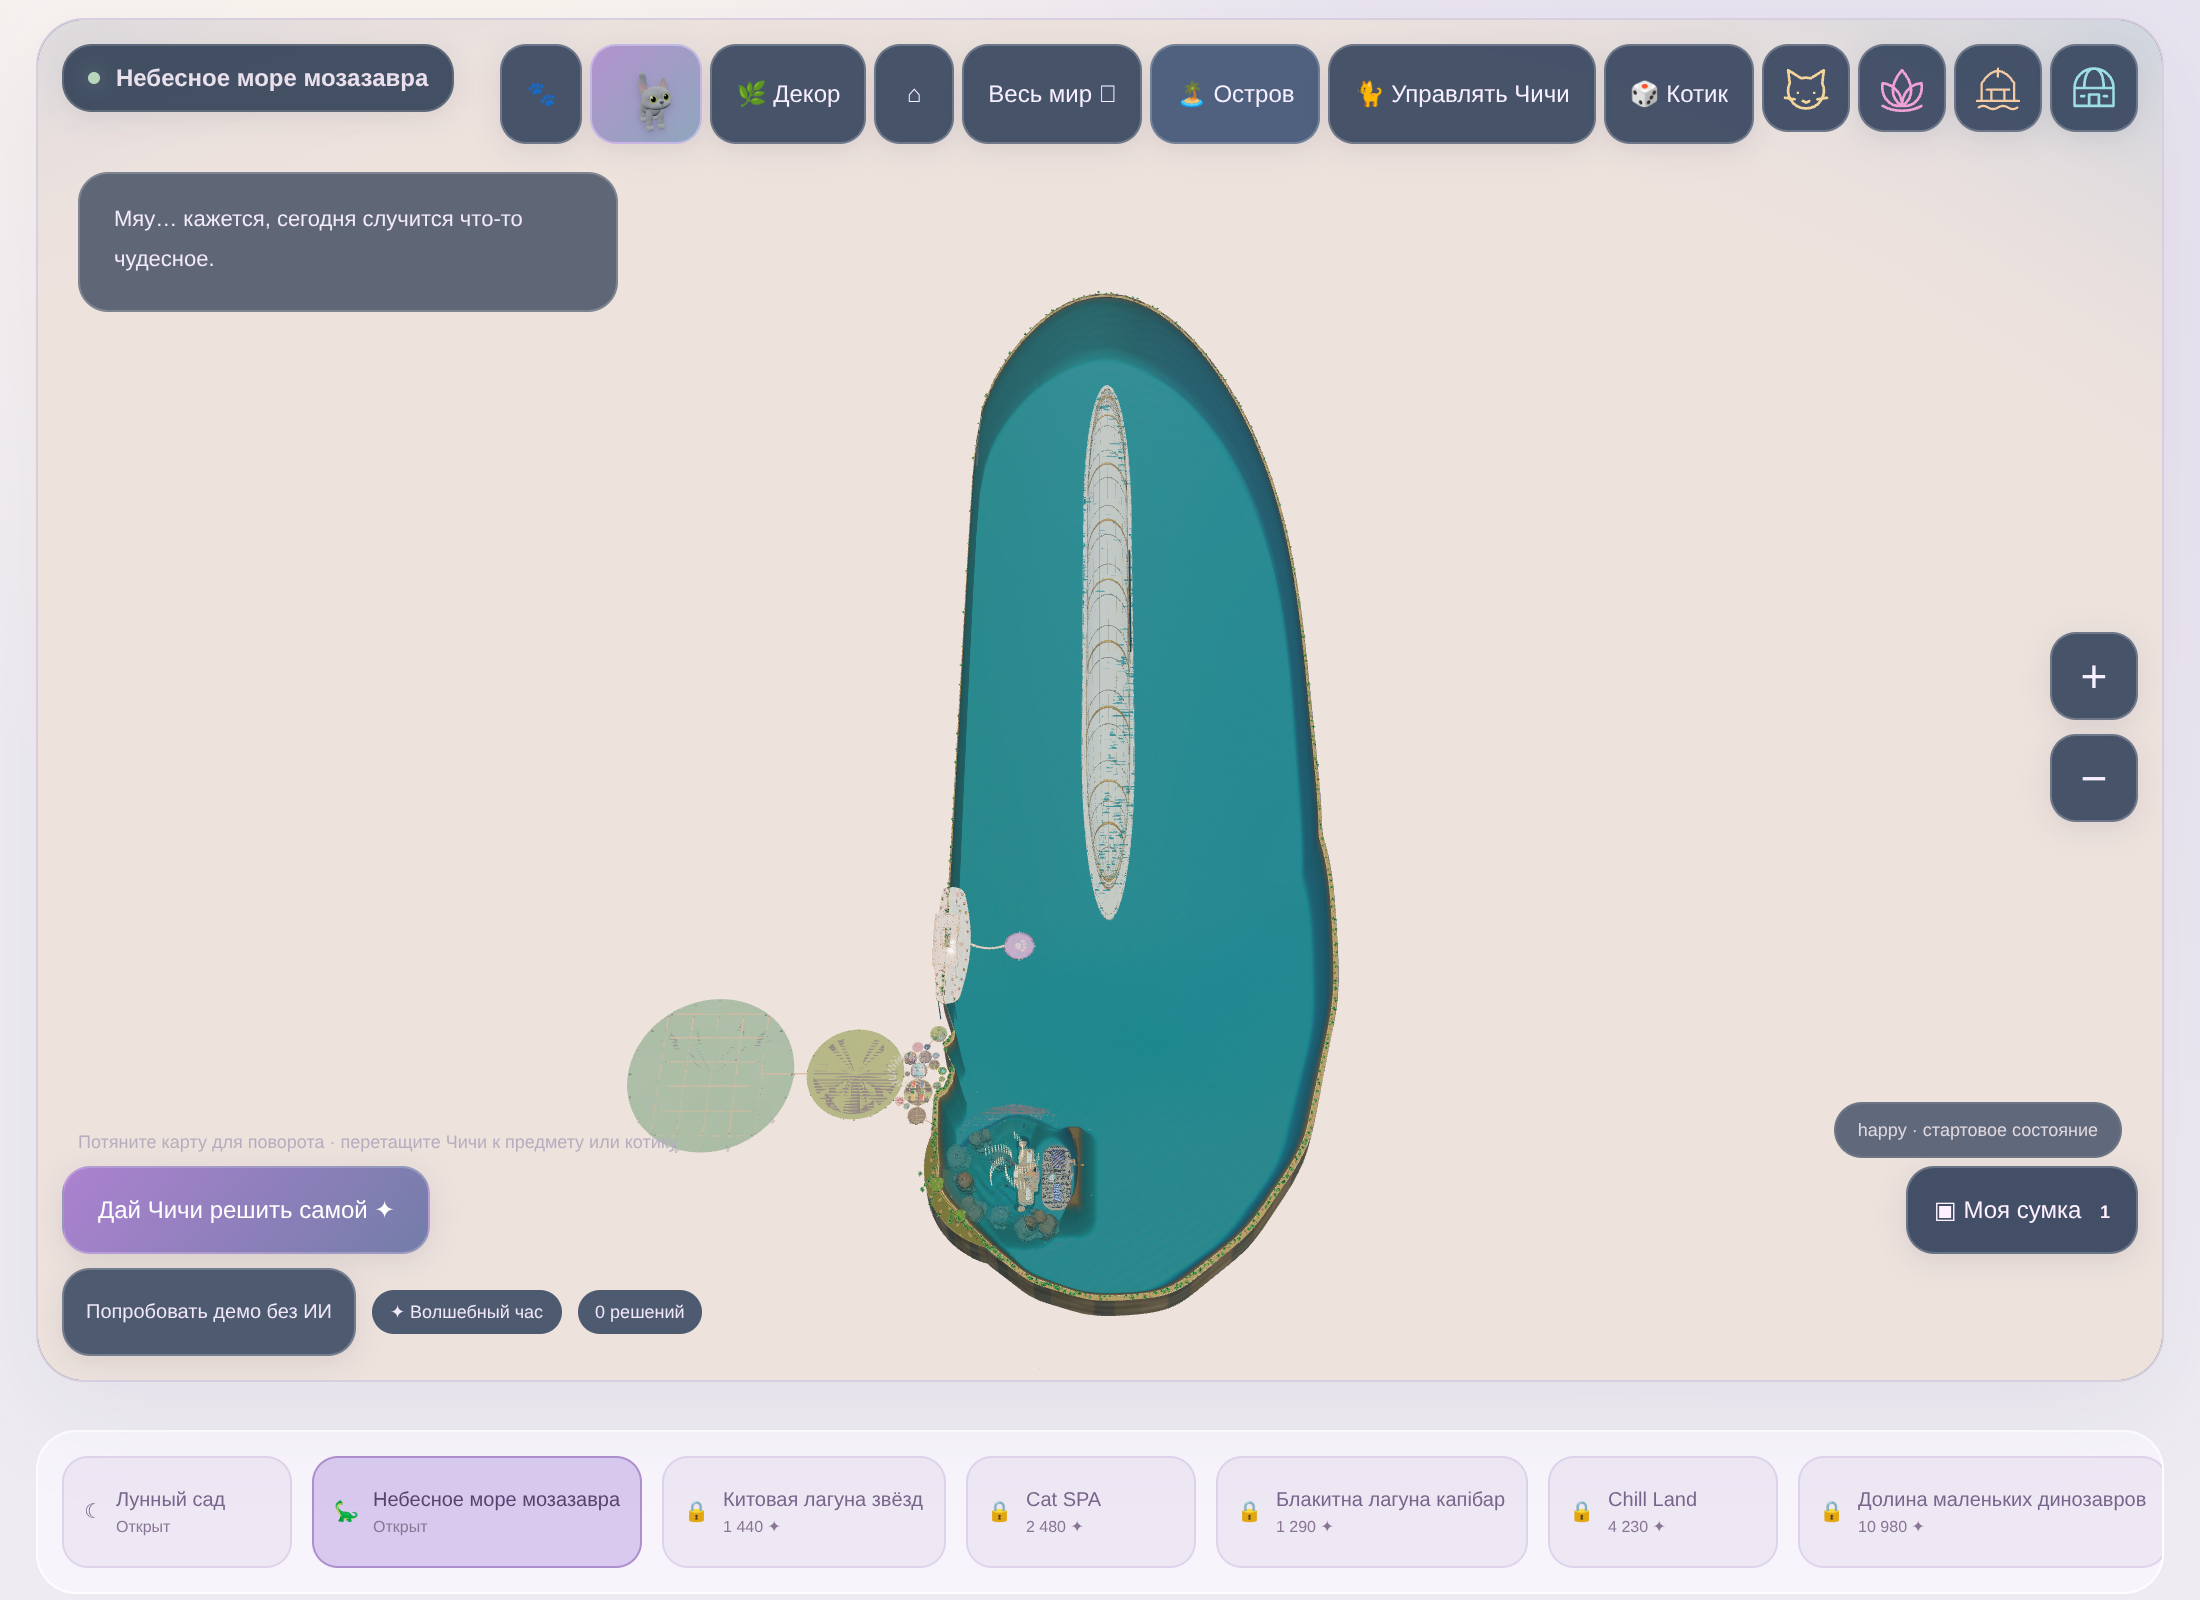 Небесное море мозазавра
Декор
Весь мир
Остров
Управлять Чичи
Котик
Мяу… кажется, сегодня случится что-то
чудесное.
+
−
Потяните карту для поворота · перетащите Чичи к предмету или котику
happy · стартовое состояние
Дай Чичи решить самой ✦
Моя сумка 1
Попробовать демо без ИИ
✦ Волшебный час
0 решений
Лунный сад
Открыт
Небесное море мозазавра
Открыт
Китовая лагуна звёзд
1 440 ✦
Cat SPA
2 480 ✦
Блакитна лагуна капібар
1 290 ✦
Chill Land
4 230 ✦
Долина маленьких динозавров
10 980 ✦